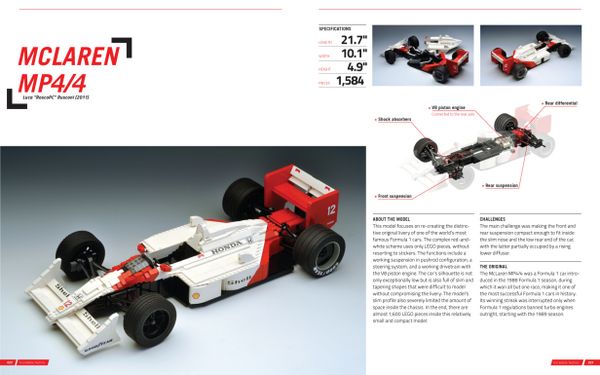 MCLAREN
MP4/4
Luca "RoscoPC" Rusconi (2011)
SPECIFICATIONS
LENGTH 21.7"
WIDTH 10.1"
HEIGHT 4.9"
PIECES 1,584
Rear differential
V8 piston engine
Connected to the rear axle
Shock absorbers
Front suspension
Rear suspension
HONDA
12
Shell
12
Shell
GOODYEAR
ABOUT THE MODEL
This model focuses on re-creating the distinc-
tive original livery of one of the world's most
famous Formula 1 cars. The complex red-and-
white scheme uses only LEGO pieces, without
resorting to stickers. The functions include a
working suspension in pushrod configuration, a
steering system, and a working drivetrain with
the V8 piston engine. The car's silhouette is not
only exceptionally low but is also full of slim and
tapering shapes that were difficult to model
without compromising the livery. The model's
slim profile also severely limited the amount of
space inside the chassis. In the end, there are
almost 1,600 LEGO pieces inside this relatively
small and compact model.
CHALLENGES
The main challenge was making the front and
rear suspension compact enough to fit inside
the slim nose and the low rear end of the car,
with the latter partially occupied by a rising
lower diffuser.
THE ORIGINAL
The McLaren MP4/4 was a Formula 1 car intro-
duced in the 1988 Formula 1 season, during
which it won all but one race, making it one of
the most successful Formula 1 cars in history.
Its winning streak was interrupted only when
Formula 1 regulations banned turbo engines
outright, starting with the 1989 season.